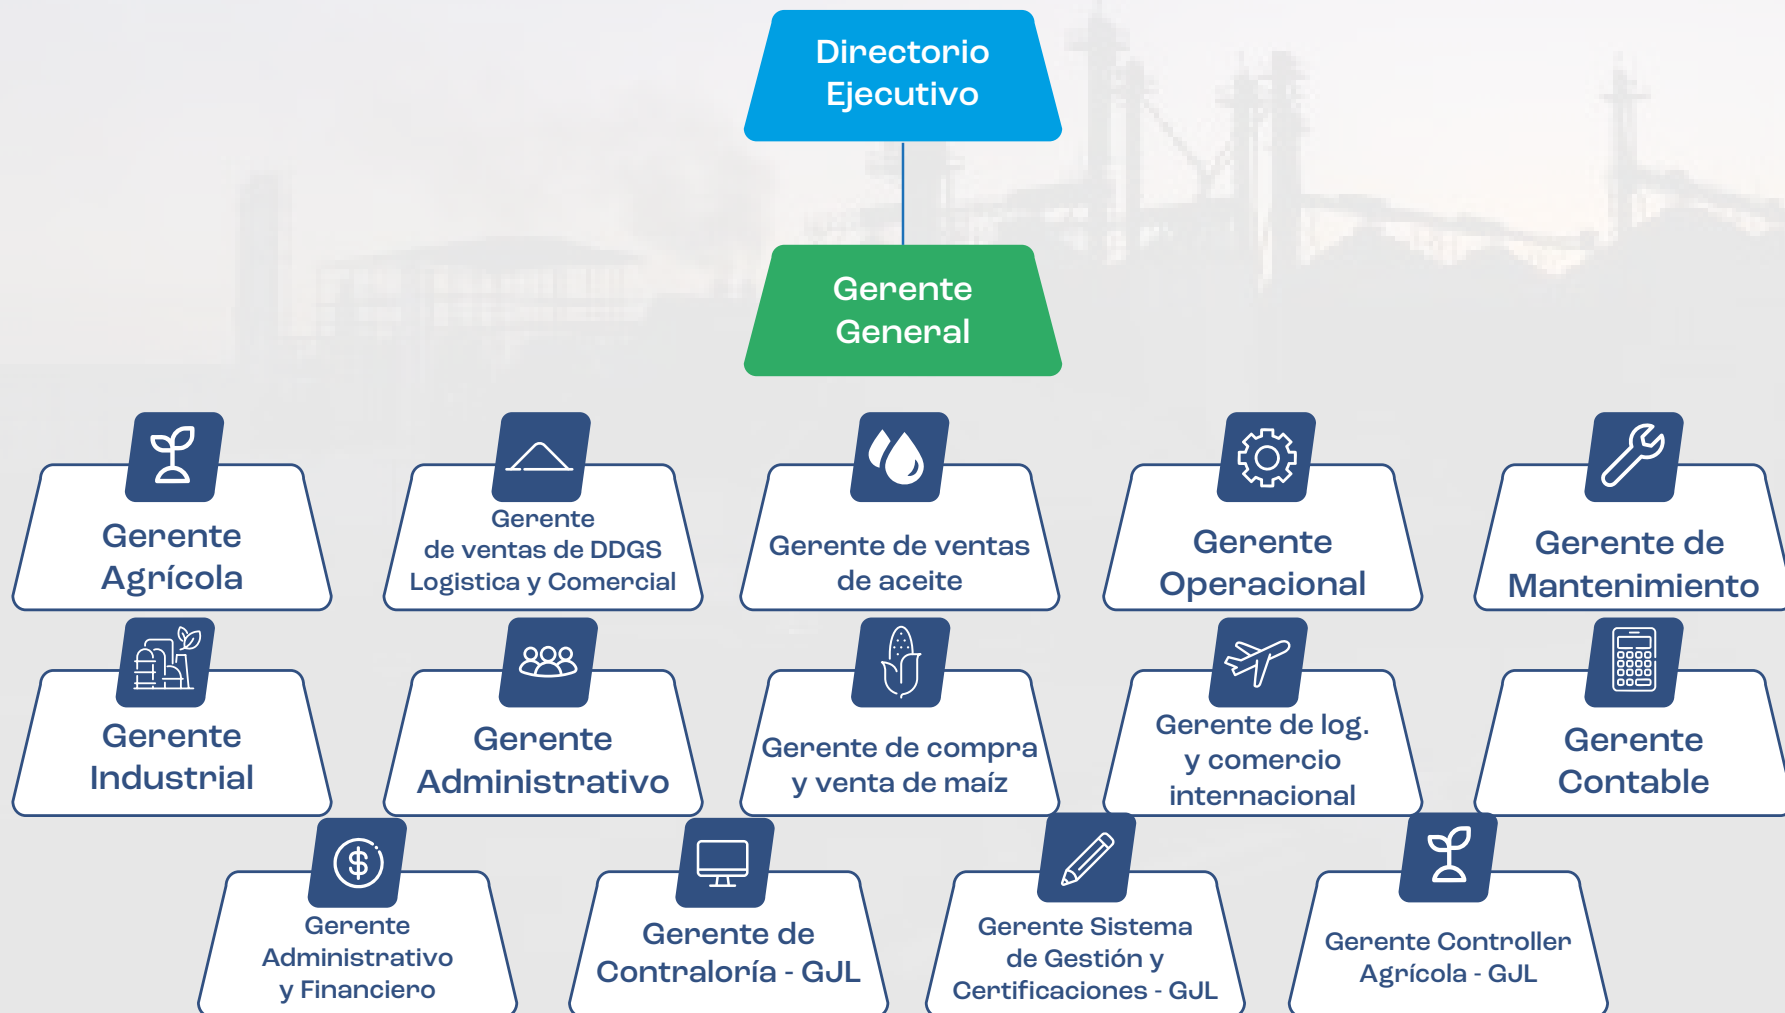 Directorio
Ejecutivo
Gerente
General
Gerente
Agrícola
Gerente
de ventas de DDGS
Logistica y Comercial
Gerente de ventas
de aceite
Gerente
Operacional
Gerente de
Mantenimiento
Gerente
Industrial
Gerente
Administrativo
Gerente de compra
y venta de maíz
Gerente de log.
y comercio
internacional
Gerente
Contable
Gerente
Administrativo
y Financiero
Gerente de
Contraloría - GJL
Gerente Sistema
de Gestión y
Certificaciones - GJL
Gerente Controller
Agrícola - GJL